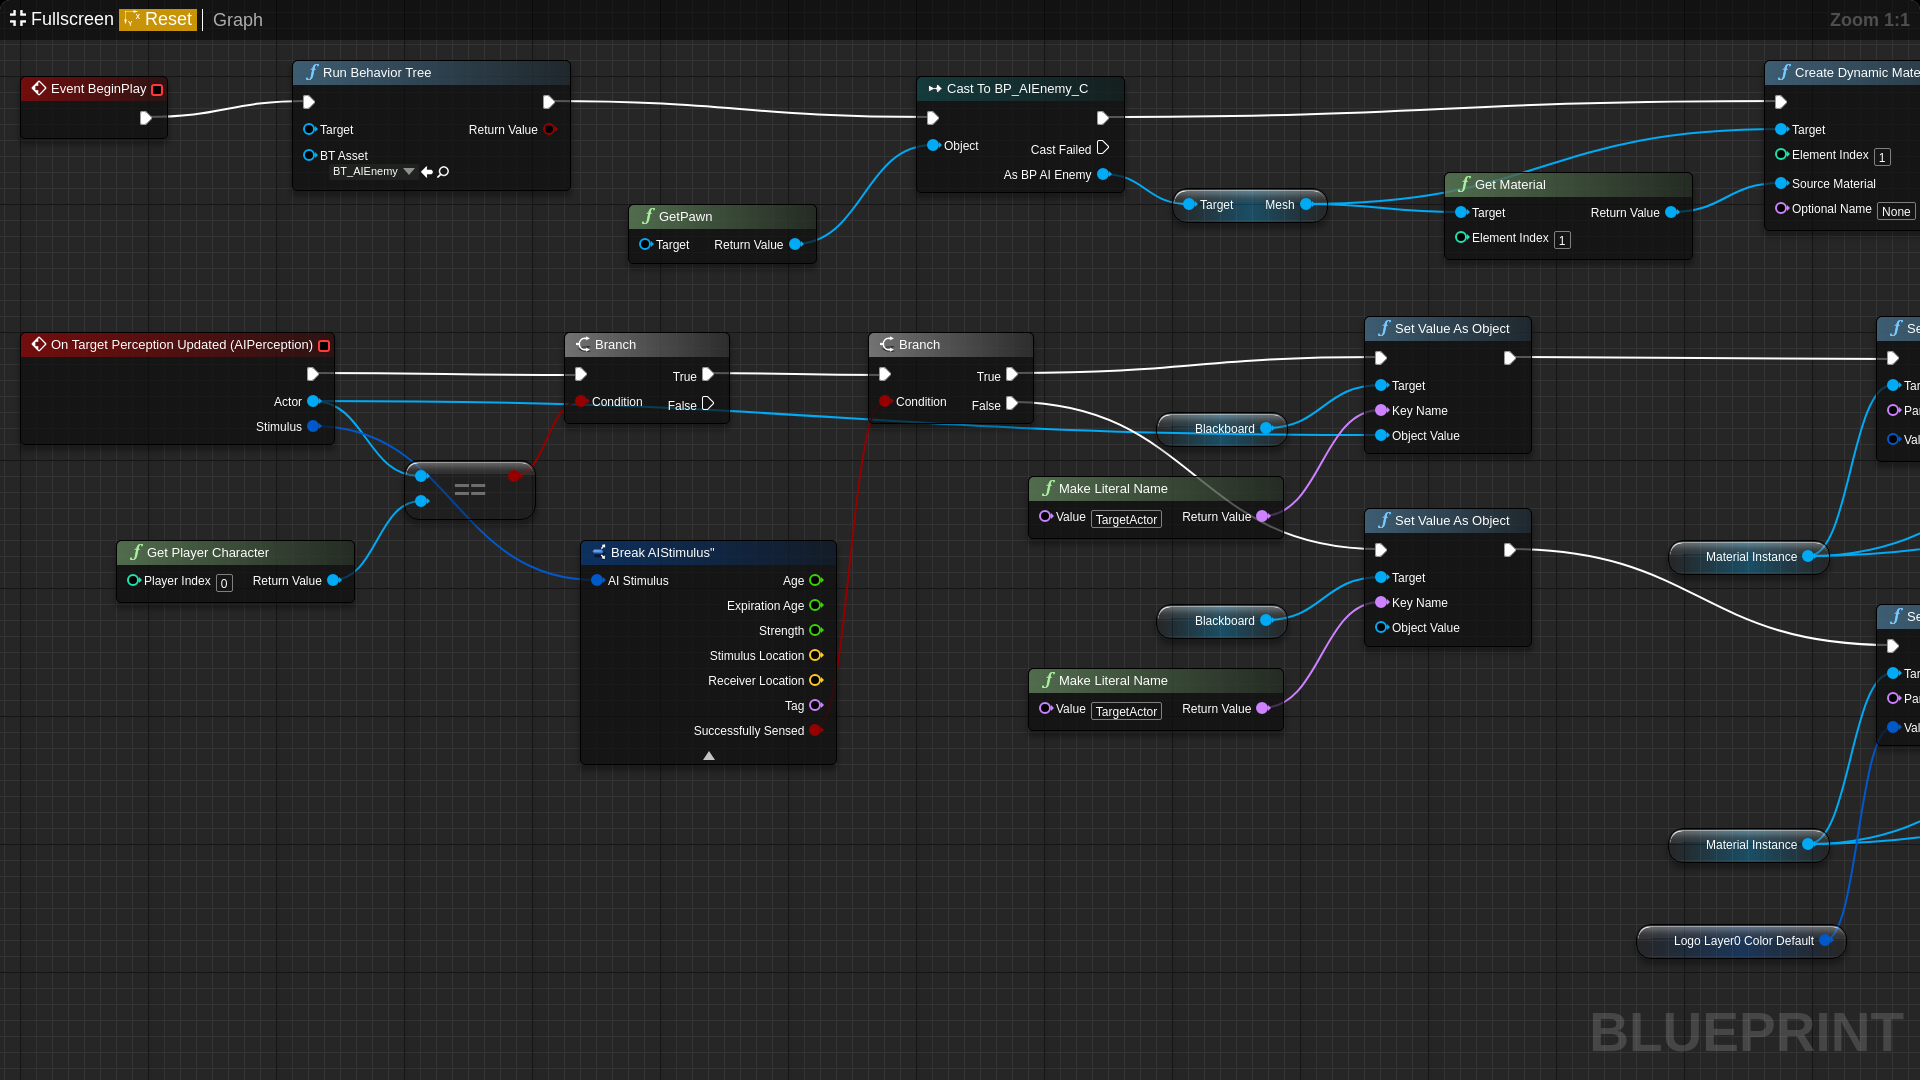 Fullscreen Reset Graph Zoom 1:1
Event BeginPlay
Run Behavior Tree
Target Return Value
BT Asset
BT_AIEnemy
GetPawn
Target Return Value
Cast To BP_AIEnemy_C
Object Cast Failed
As BP AI Enemy
Target Mesh
Get Material
Target Return Value
Element Index 1
Create Dynamic Mate
Target
Element Index 1
Source Material
Optional Name None
On Target Perception Updated (AIPerception)
Actor
Stimulus
Branch
True
Condition False
Branch
True
Condition False
==
Get Player Character
Player Index 0 Return Value
Break AIStimulus"
AI Stimulus Age
Expiration Age
Strength
Stimulus Location
Receiver Location
Tag
Successfully Sensed
Blackboard
Make Literal Name
Value TargetActor Return Value
Set Value As Object
Target
Key Name
Object Value
Blackboard
Make Literal Name
Value TargetActor Return Value
Set Value As Object
Target
Key Name
Object Value
Se
Tar
Par
Val
Material Instance
Se
Tar
Par
Val
Material Instance
Logo Layer0 Color Default
BLUEPRINT